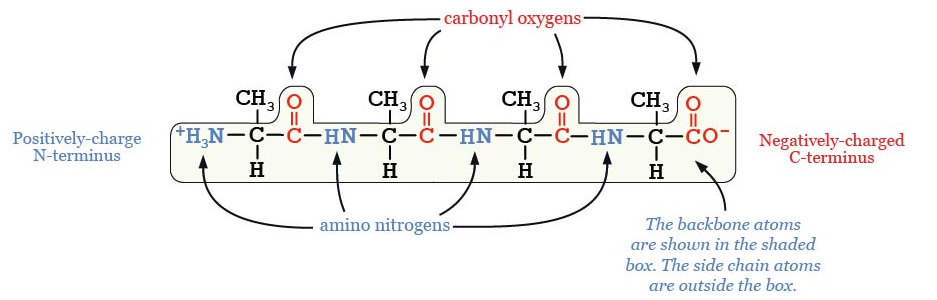 carbonyl oxygens
CH₃ O CH₃ O CH₃ O CH₃ O
Positively-charge
N-terminus
⁺H₃N C C HN C C HN C C HN C CO⁻
H H H H
Negatively-charged
C-terminus
amino nitrogens
The backbone atoms
are shown in the shaded
box. The side chain atoms
are outside the box.